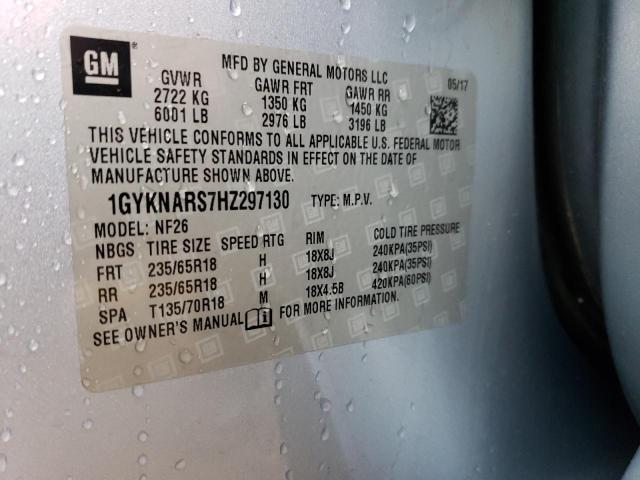 GM ®
MFD BY GENERAL MOTORS LLC
GVWR GAWR FRT GAWR RR 05/17
2722 KG 1350 KG 1450 KG
6001 LB 2976 LB 3196 LB
THIS VEHICLE CONFORMS TO ALL APPLICABLE U.S. FEDERAL MOTOR
VEHICLE SAFETY STANDARDS IN EFFECT ON THE DATE OF
MANUFACTURE SHOWN ABOVE.
1GYKNARS7HZ297130 TYPE: M.P.V.
MODEL: NF26
NBGS TIRE SIZE SPEED RTG RIM COLD TIRE PRESSURE
FRT 235/65R18 H 18X8J 240KPA(35PSI)
RR 235/65R18 H 18X8J 240KPA(35PSI)
SPA T135/70R18 M 18X4.5B 420KPA(60PSI)
SEE OWNER'S MANUAL FOR MORE INFORMATION.